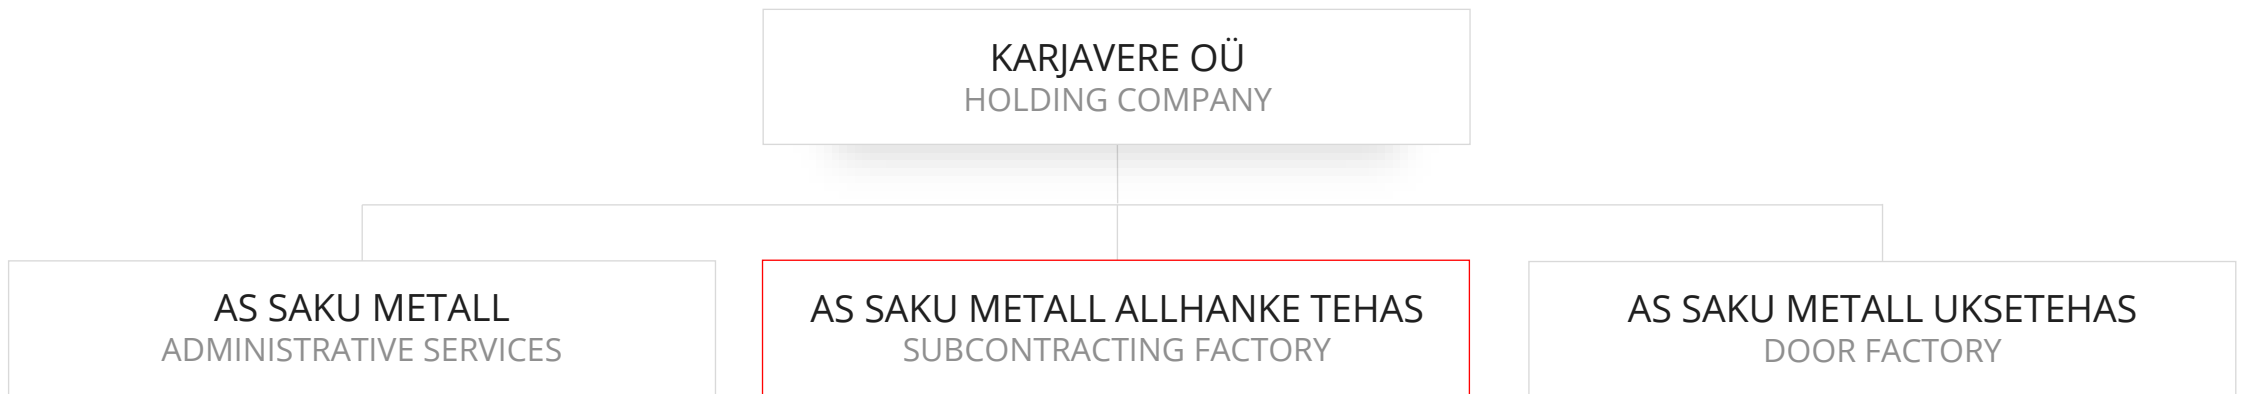 KARJAVERE OÜ
HOLDING COMPANY
AS SAKU METALL
ADMINISTRATIVE SERVICES
AS SAKU METALL ALLHANKE TEHAS
SUBCONTRACTING FACTORY
AS SAKU METALL UKSETEHAS
DOOR FACTORY